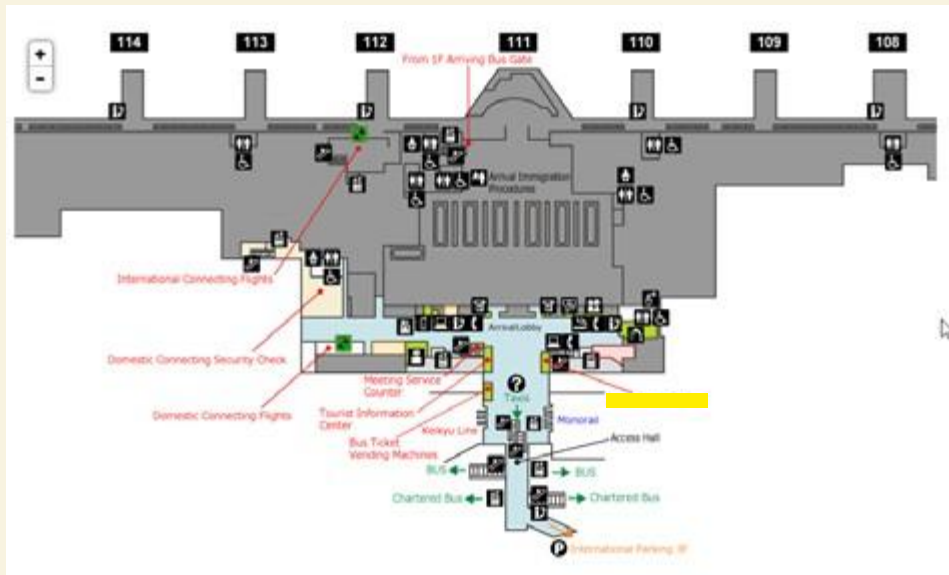 114
113
112
111
110
109
108
+
-
From 1F Arriving Bus Gate
Arrival Immigration
Procedures
International Connecting Flights
Arrival Lobby
Domestic Connecting Security Check
Meeting Service
Counter
Domestic Connecting Flights
Tourist Information
Center
Bus Ticket
Vending Machines
?
Taxis
Keikyu Line
Monorail
Access Hall
BUS
BUS
Chartered Bus
Chartered Bus
P
International Parking 3F